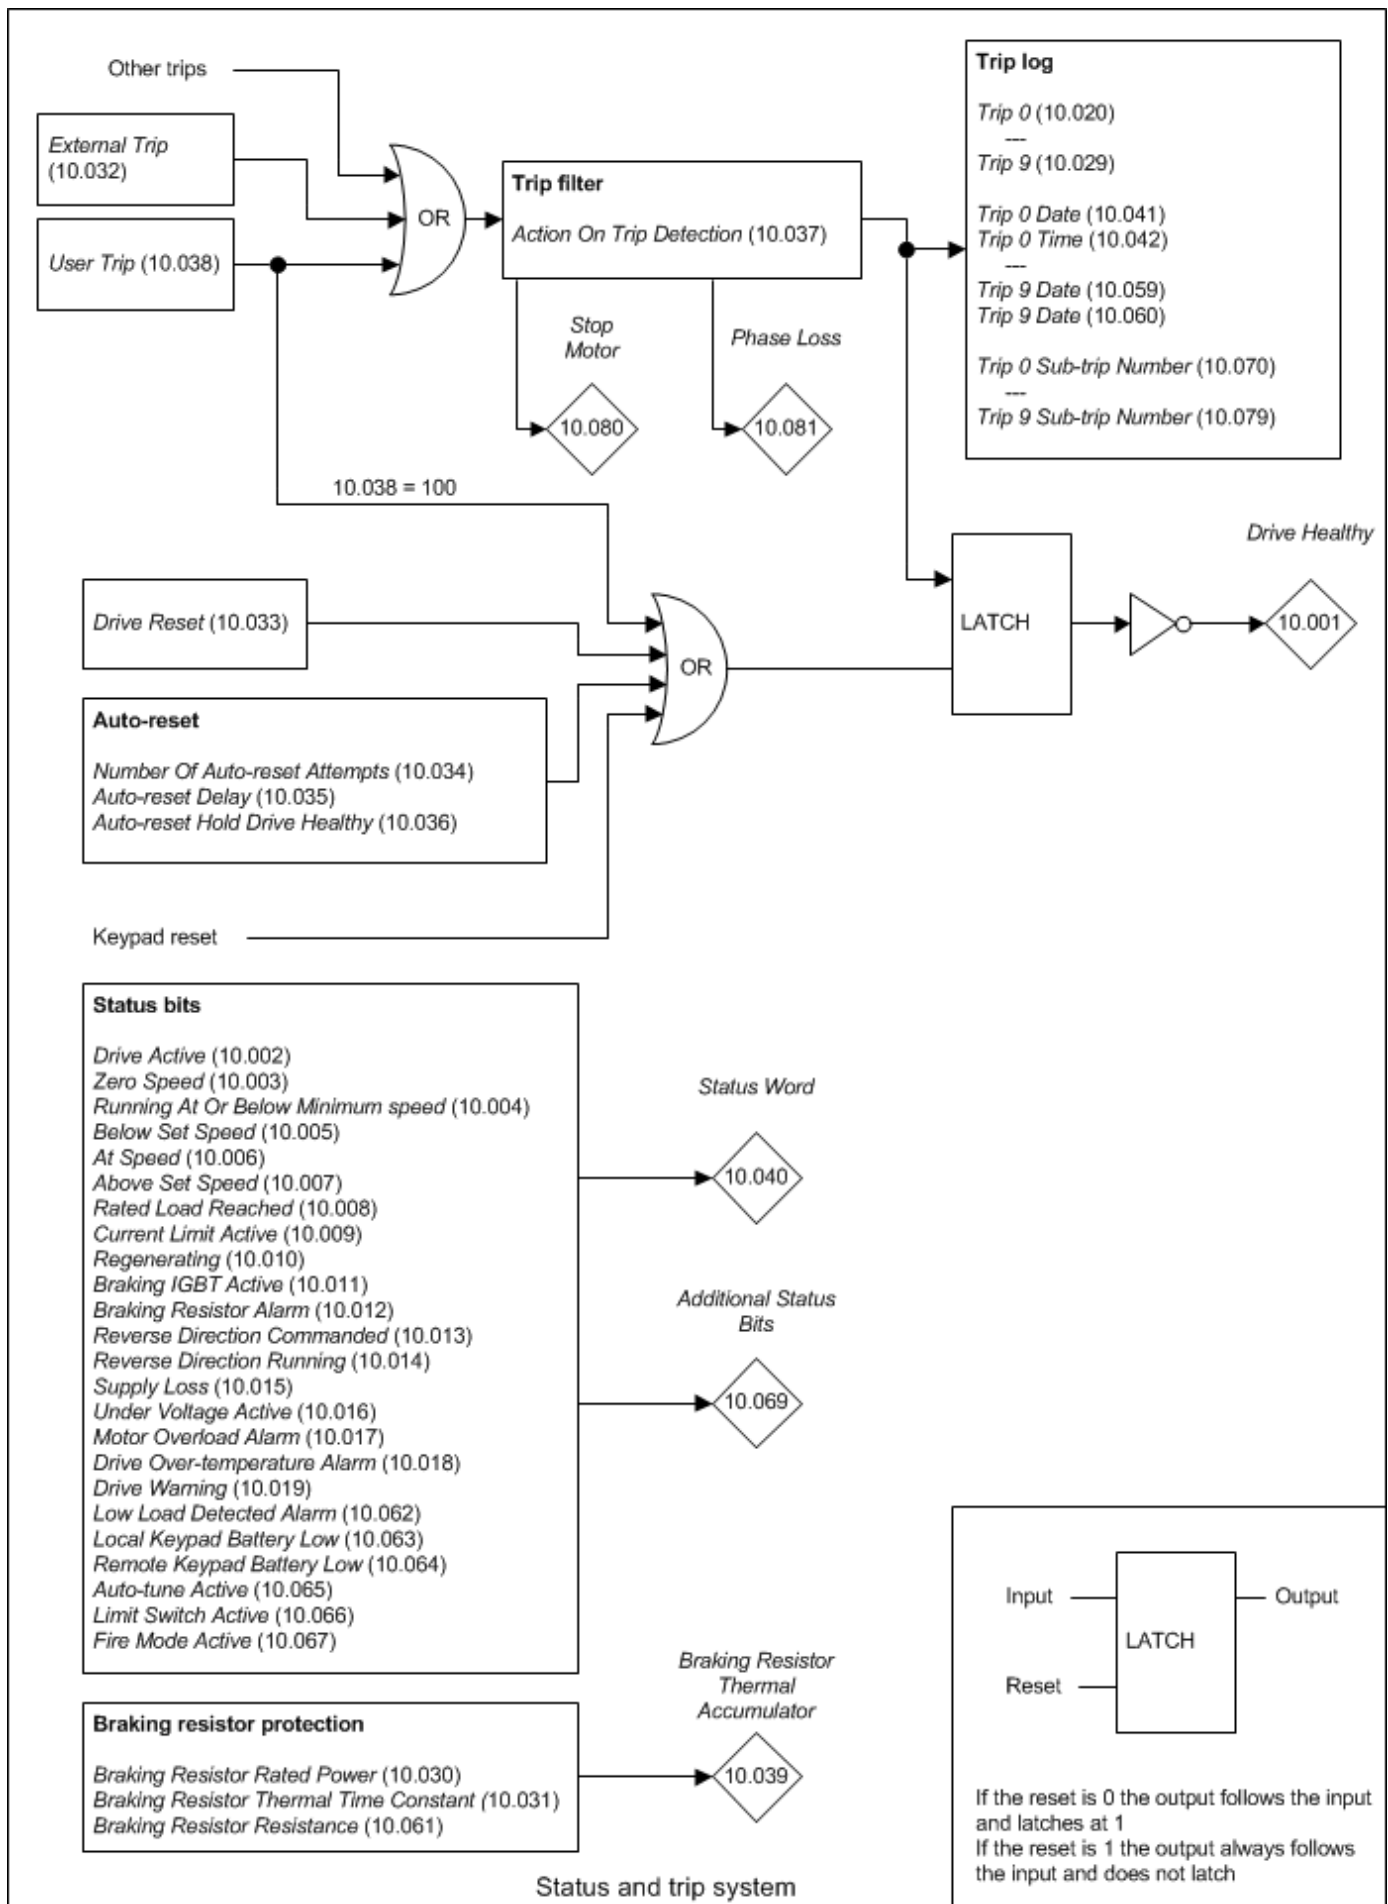 Other trips
External Trip
(10.032)
User Trip (10.038)
OR
Trip filter
Action On Trip Detection (10.037)
Stop
Motor
10.080
Phase Loss
10.081
Trip log
Trip 0 (10.020)
---
Trip 9 (10.029)
Trip 0 Date (10.041)
Trip 0 Time (10.042)
---
Trip 9 Date (10.059)
Trip 9 Date (10.060)
Trip 0 Sub-trip Number (10.070)
---
Trip 9 Sub-trip Number (10.079)
10.038 = 100
Drive Reset (10.033)
Auto-reset
Number Of Auto-reset Attempts (10.034)
Auto-reset Delay (10.035)
Auto-reset Hold Drive Healthy (10.036)
Keypad reset
OR
LATCH
Drive Healthy
10.001
Status bits
Drive Active (10.002)
Zero Speed (10.003)
Running At Or Below Minimum speed (10.004)
Below Set Speed (10.005)
At Speed (10.006)
Above Set Speed (10.007)
Rated Load Reached (10.008)
Current Limit Active (10.009)
Regenerating (10.010)
Braking IGBT Active (10.011)
Braking Resistor Alarm (10.012)
Reverse Direction Commanded (10.013)
Reverse Direction Running (10.014)
Supply Loss (10.015)
Under Voltage Active (10.016)
Motor Overload Alarm (10.017)
Drive Over-temperature Alarm (10.018)
Drive Warning (10.019)
Low Load Detected Alarm (10.062)
Local Keypad Battery Low (10.063)
Remote Keypad Battery Low (10.064)
Auto-tune Active (10.065)
Limit Switch Active (10.066)
Fire Mode Active (10.067)
Status Word
10.040
Additional Status
Bits
10.069
Braking resistor protection
Braking Resistor Rated Power (10.030)
Braking Resistor Thermal Time Constant (10.031)
Braking Resistor Resistance (10.061)
Braking Resistor
Thermal
Accumulator
10.039
Input
Output
LATCH
Reset
If the reset is 0 the output follows the input
and latches at 1
If the reset is 1 the output always follows
the input and does not latch
Status and trip system